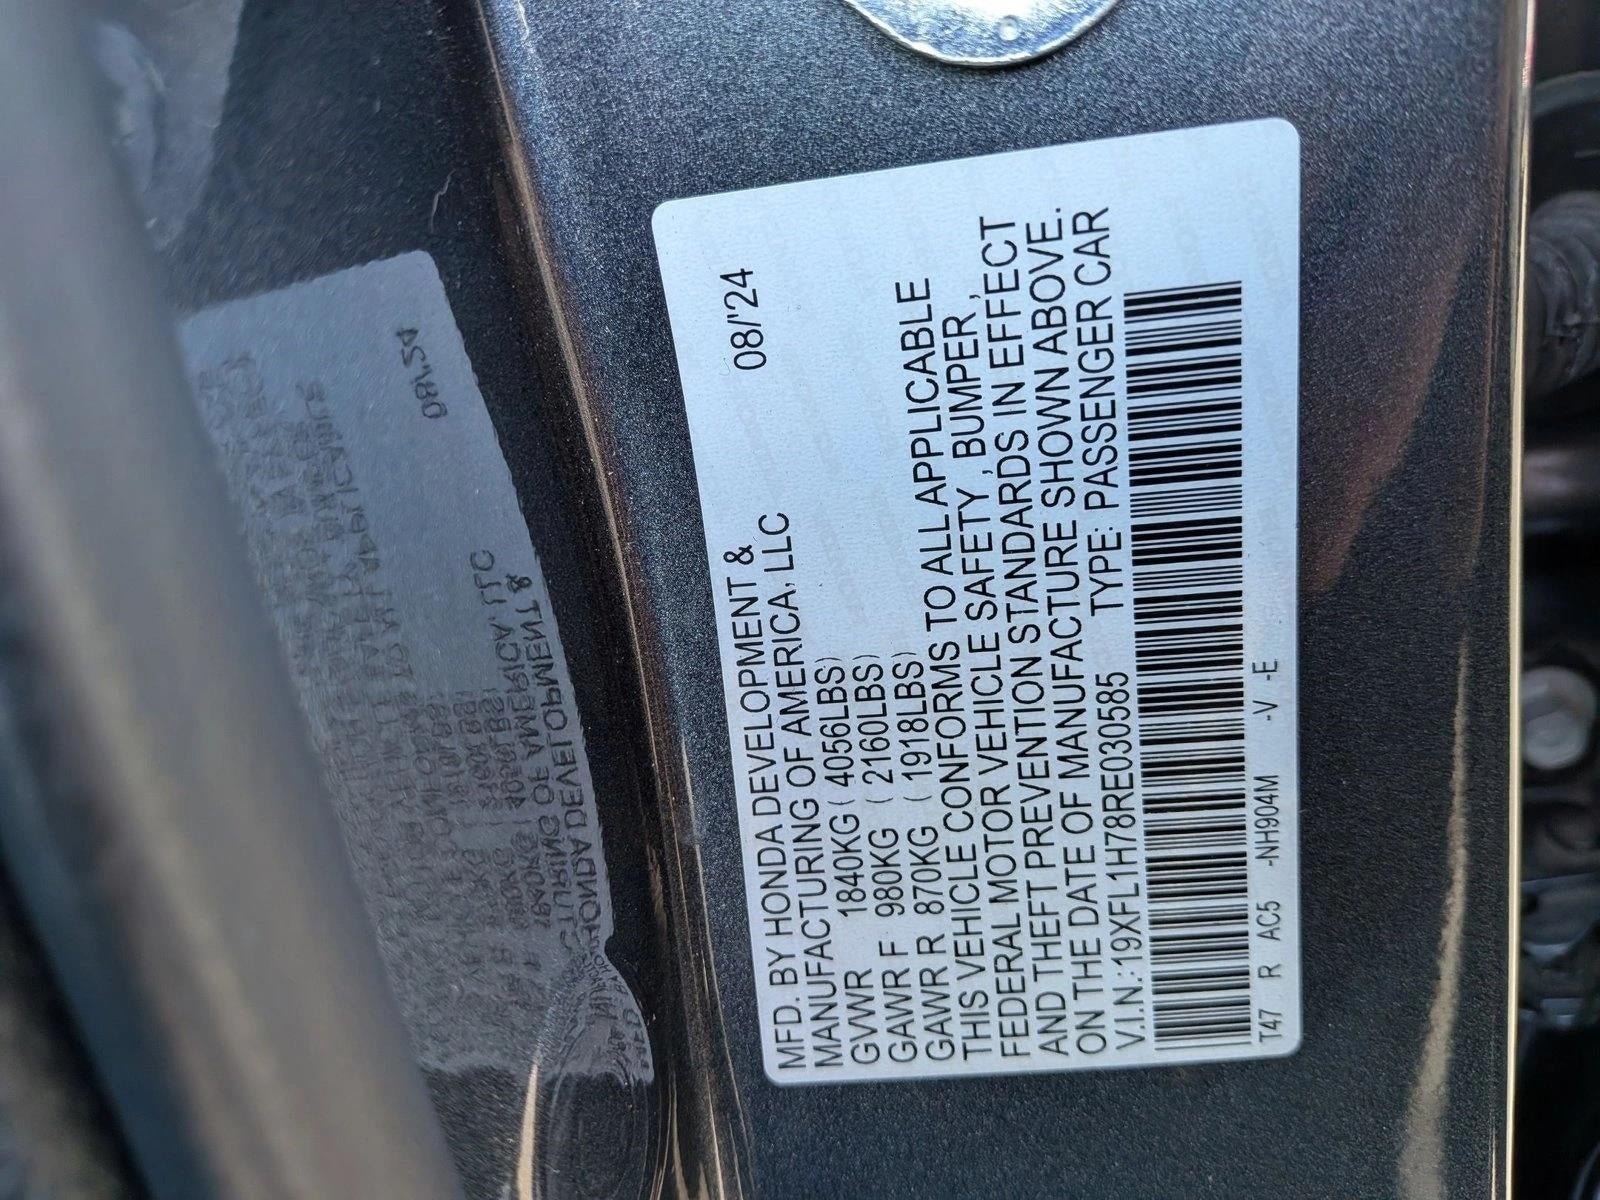 MFD. BY HONDA DEVELOPMENT &
MANUFACTURING OF AMERICA, LLC 08/'24
GVWR 1840KG ( 4056LBS)
GAWR F 980KG ( 2160LBS)
GAWR R 870KG ( 1918LBS)
THIS VEHICLE CONFORMS TO ALL APPLICABLE
FEDERAL MOTOR VEHICLE SAFETY, BUMPER,
AND THEFT PREVENTION STANDARDS IN EFFECT
ON THE DATE OF MANUFACTURE SHOWN ABOVE.
V.I.N.:19XFL1H78RE030585 TYPE: PASSENGER CAR
T47 R AC5 -NH904M -V -E